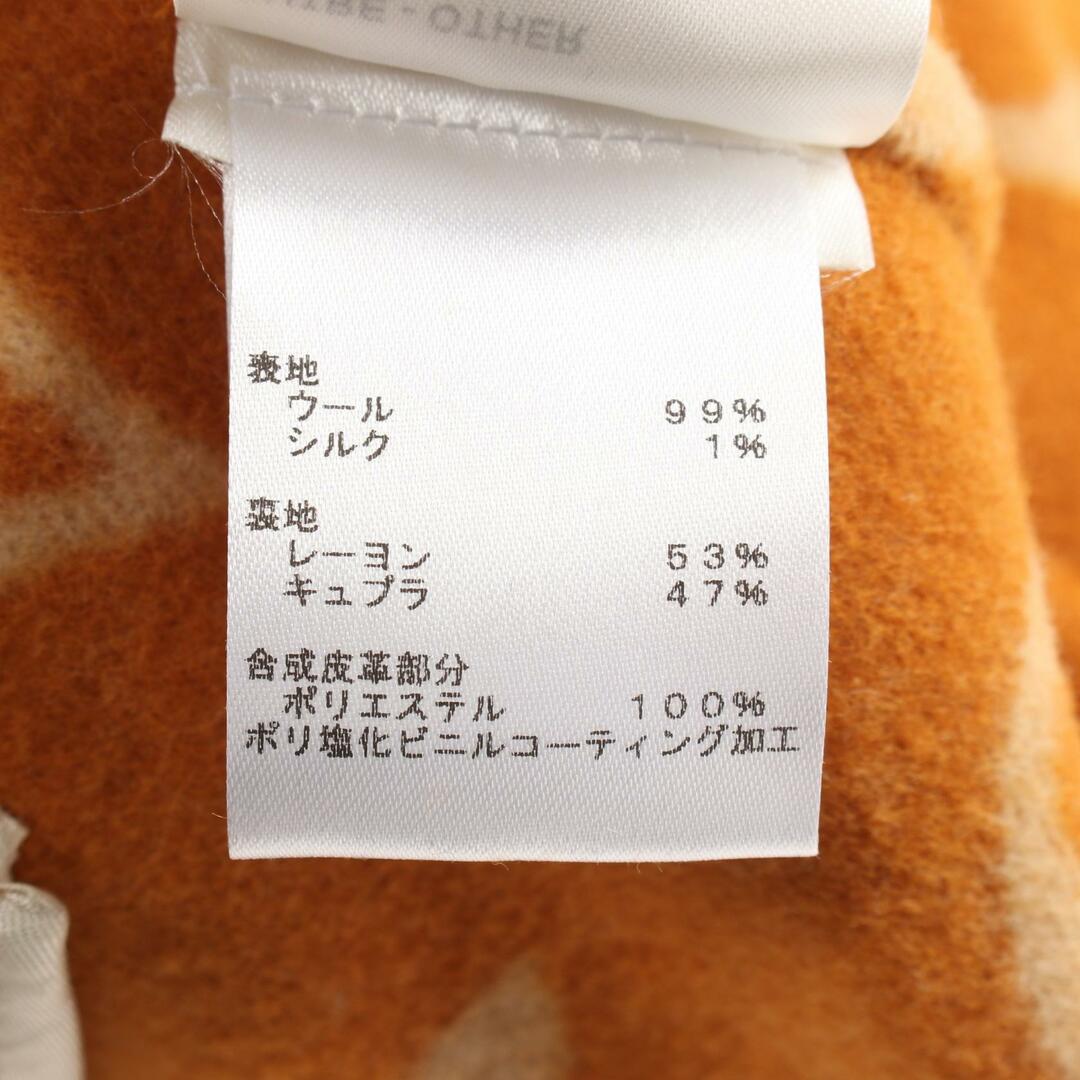 OTHER
表地
ウール 99%
シルク 1%
裏地
レーヨン 53%
キュプラ 47%
合成皮革部分
ポリエステル 100%
ポリ塩化ビニルコーティング加工